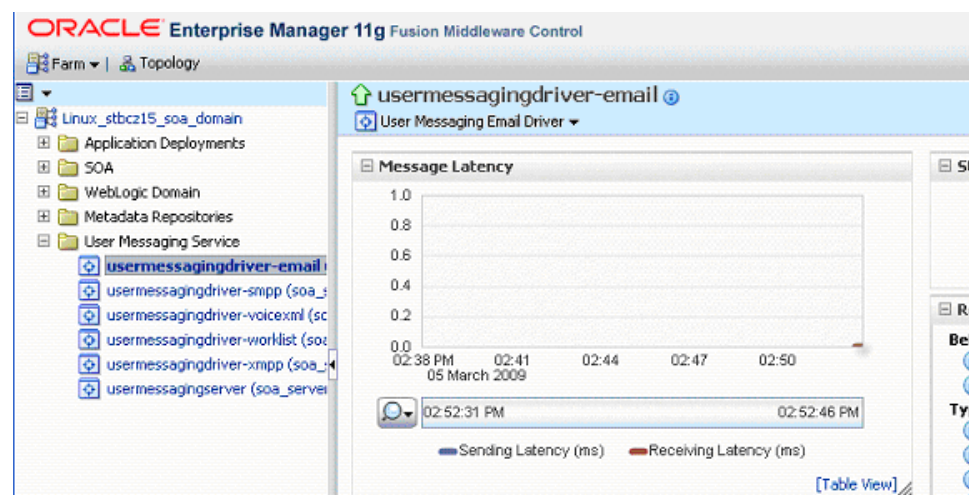 ORACLE Enterprise Manager 11g Fusion Middleware Control
Farm | Topology
Linux_stbcz15_soa_domain
Application Deployments
SOA
WebLogic Domain
Metadata Repositories
User Messaging Service
usermessagingdriver-email
usermessagingdriver-smpp (soa_s
usermessagingdriver-voicexml (sc
usermessagingdriver-worklist (soa
usermessagingdriver-xmpp (soa_
usermessagingserver (soa_server
usermessagingdriver-email
User Messaging Email Driver
Message Latency
1.0
0.8
0.6
0.4
0.2
0.0
02:38 PM 02:41 02:44 02:47 02:50
05 March 2009
02:52:31 PM 02:52:46 PM
Sending Latency (ms) Receiving Latency (ms)
[Table View]
R
Be
Ty